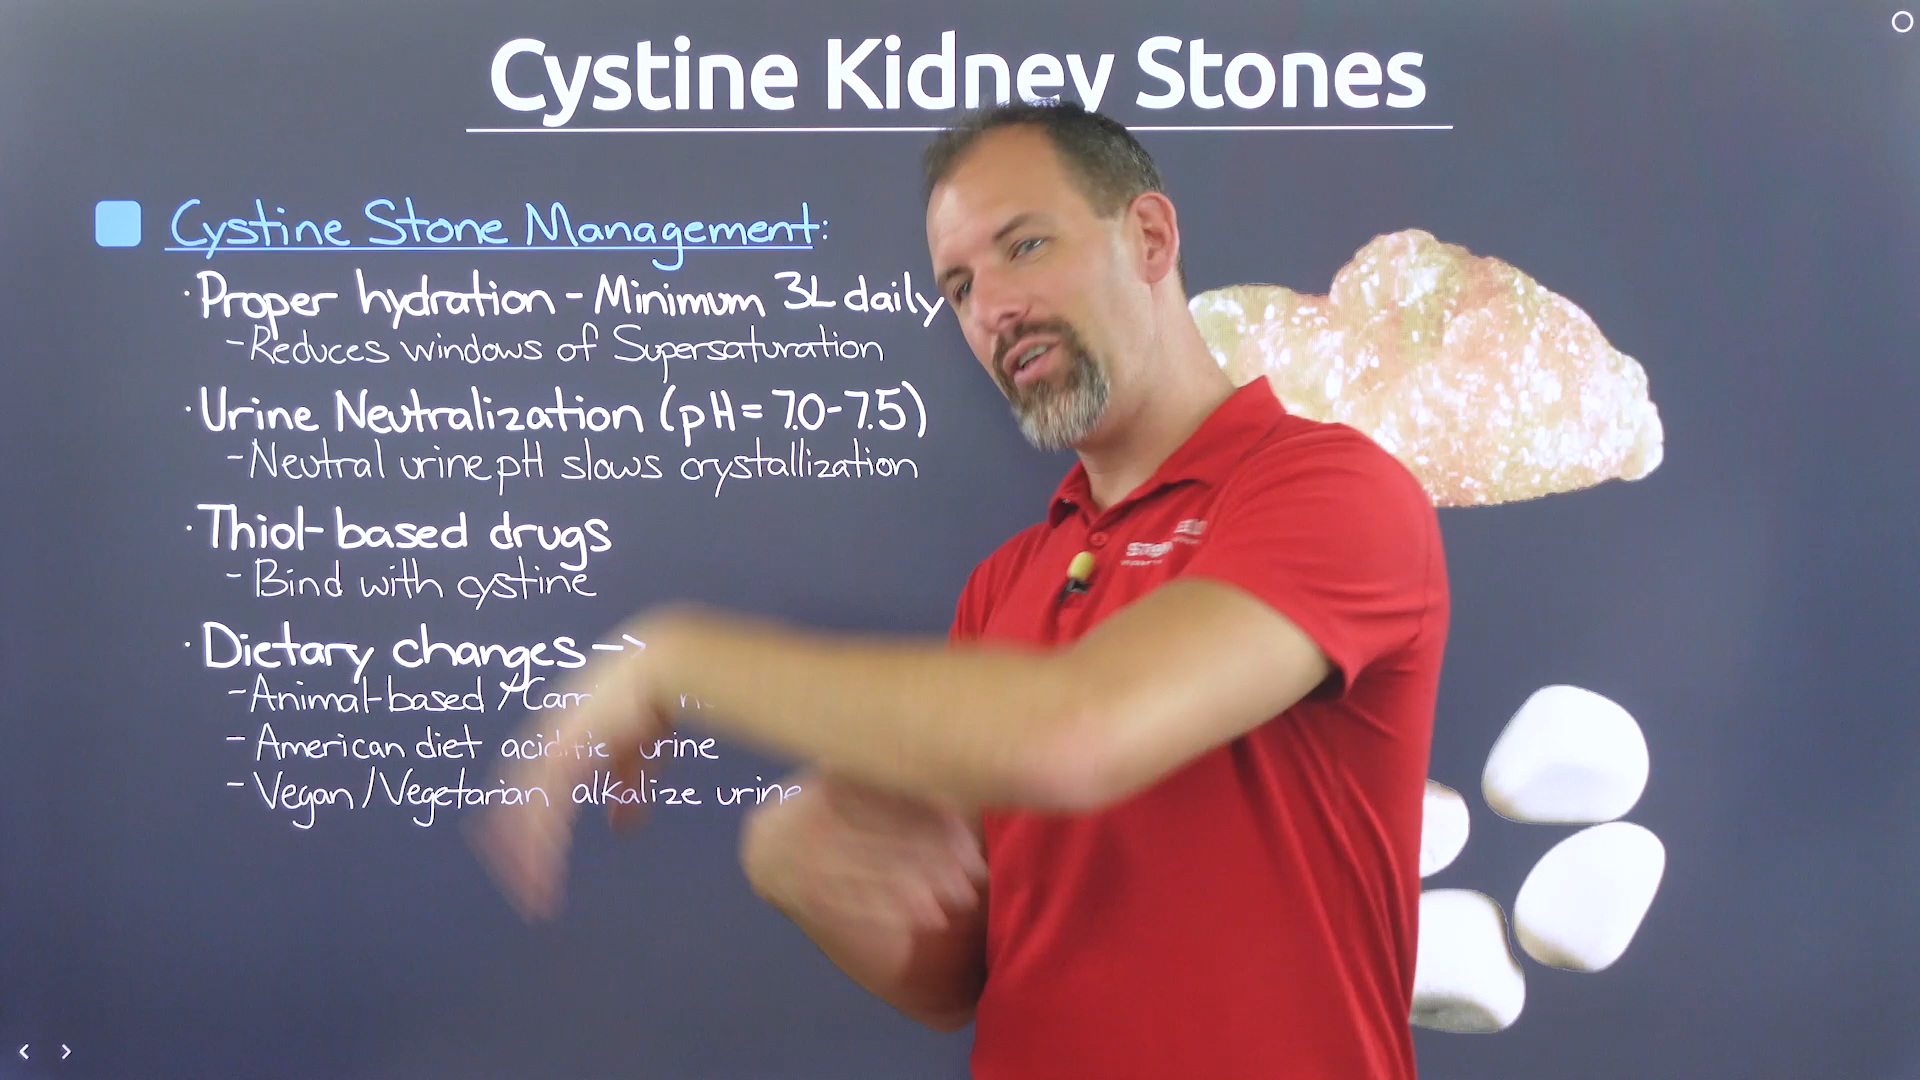 Cystine Kidney Stones
Cystine Stone Management:
· Proper hydration - Minimum 3L daily
- Reduces windows of Supersaturation
· Urine Neutralization (pH = 7.0-7.5)
- Neutral urine pH slows crystallization
· Thiol-based drugs
- Bind with cystine
· Dietary changes →
- Animal-based /
- American diet urine
- Vegan/Vegetarian alkalize urine